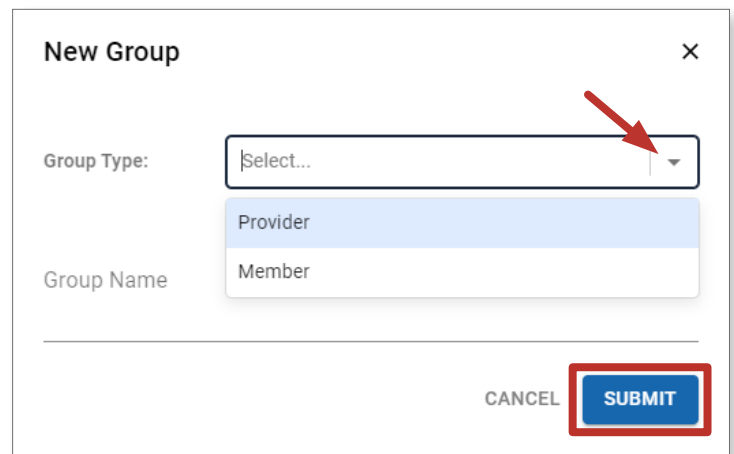 New Group
Group Type:
Select...
Provider
Member
Group Name
CANCEL
SUBMIT